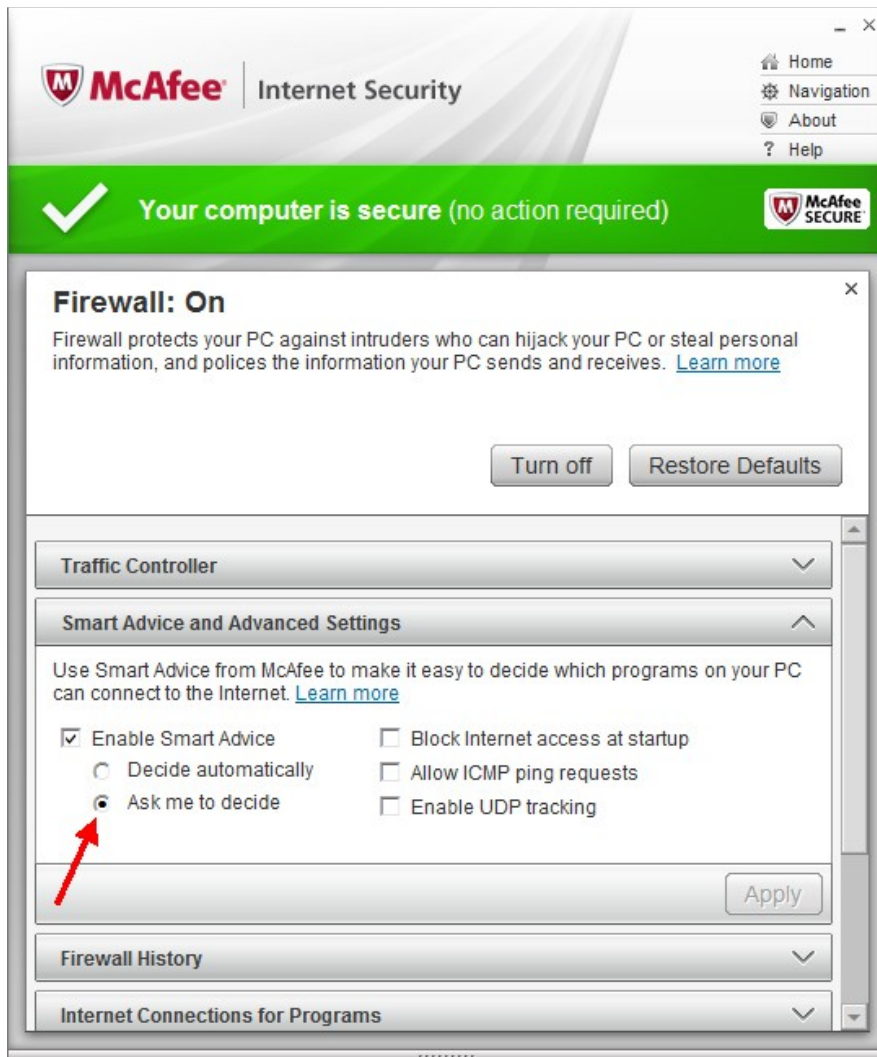 McAfee | Internet Security
Home
Navigation
About
? Help
Your computer is secure (no action required)
McAfee
SECURE
Firewall: On
Firewall protects your PC against intruders who can hijack your PC or steal personal
information, and polices the information your PC sends and receives. Learn more
Turn off
Restore Defaults
Traffic Controller
Smart Advice and Advanced Settings
Use Smart Advice from McAfee to make it easy to decide which programs on your PC
can connect to the Internet. Learn more
Enable Smart Advice
Decide automatically
Ask me to decide
Block Internet access at startup
Allow ICMP ping requests
Enable UDP tracking
Apply
Firewall History
Internet Connections for Programs